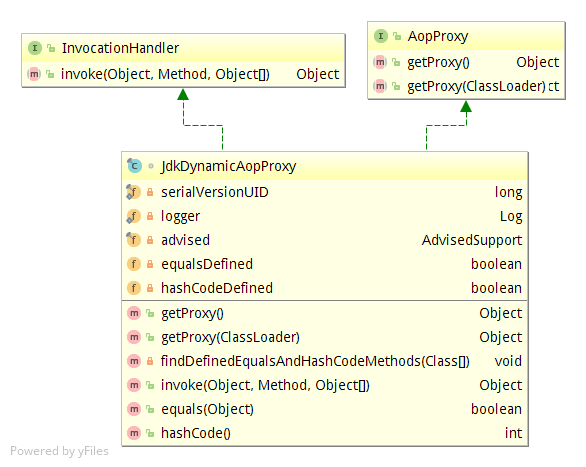 InvocationHandler
invoke(Object, Method, Object[]) Object
AopProxy
getProxy() Object
getProxy(ClassLoader) ct
JdkDynamicAopProxy
serialVersionUID long
logger Log
advised AdvisedSupport
equalsDefined boolean
hashCodeDefined boolean
getProxy() Object
getProxy(ClassLoader) Object
findDefinedEqualsAndHashCodeMethods(Class[]) void
invoke(Object, Method, Object[]) Object
equals(Object) boolean
hashCode() int
Powered by yFiles